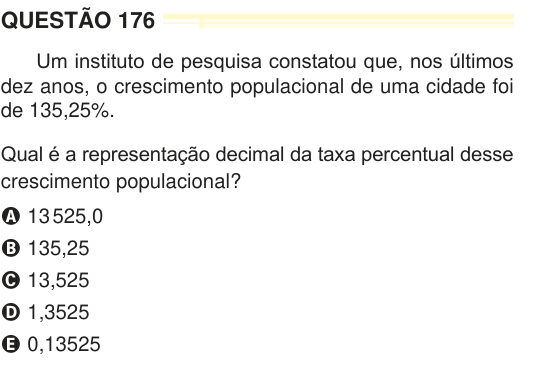 QUESTÃO 176
Um instituto de pesquisa constatou que, nos últimos
dez anos, o crescimento populacional de uma cidade foi
de 135,25%.
Qual é a representação decimal da taxa percentual desse
crescimento populacional?
A 13 525,0
B 135,25
C 13,525
D 1,3525
E 0,13525